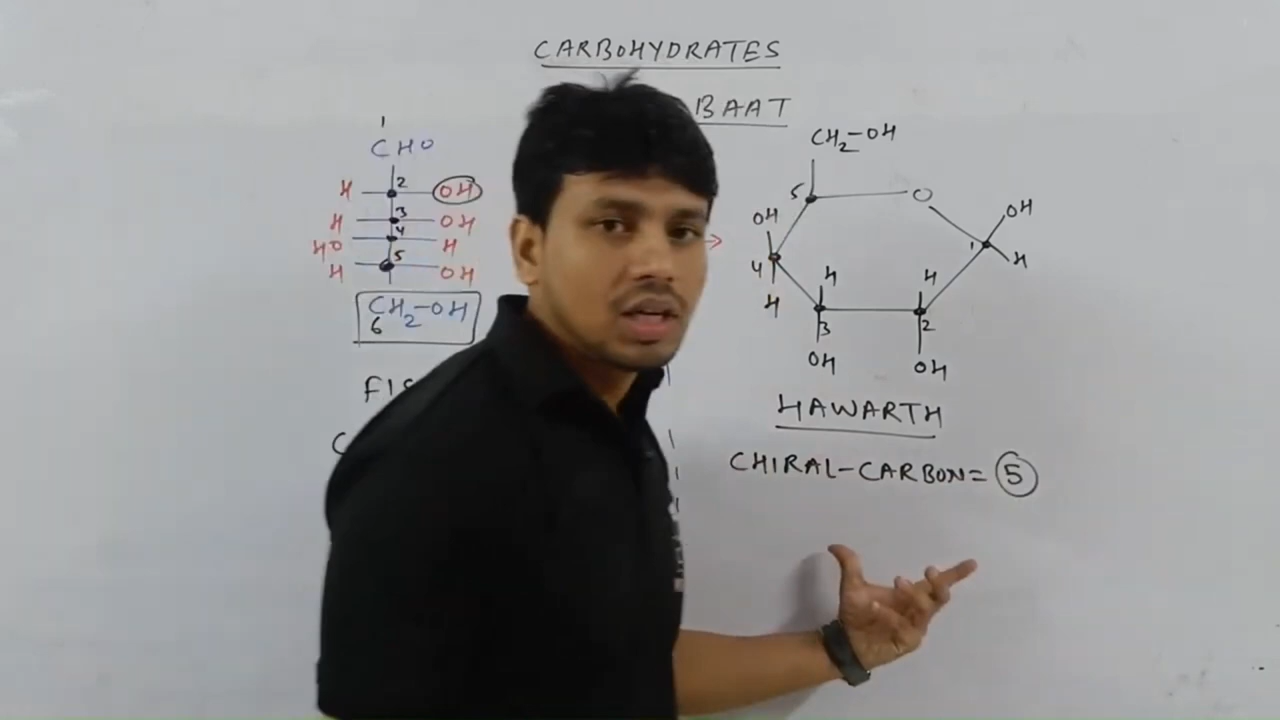 CARBOHYDRATES
BAAT
1
CHO
H 2 OH
H 3 OH
HO 4 H
H 5 OH
CH2-OH
6
CH2-OH
5 O
OH OH
4 1
H H H H
3 2
OH OH
HAWARTH
CHIRAL-CARBON= 5